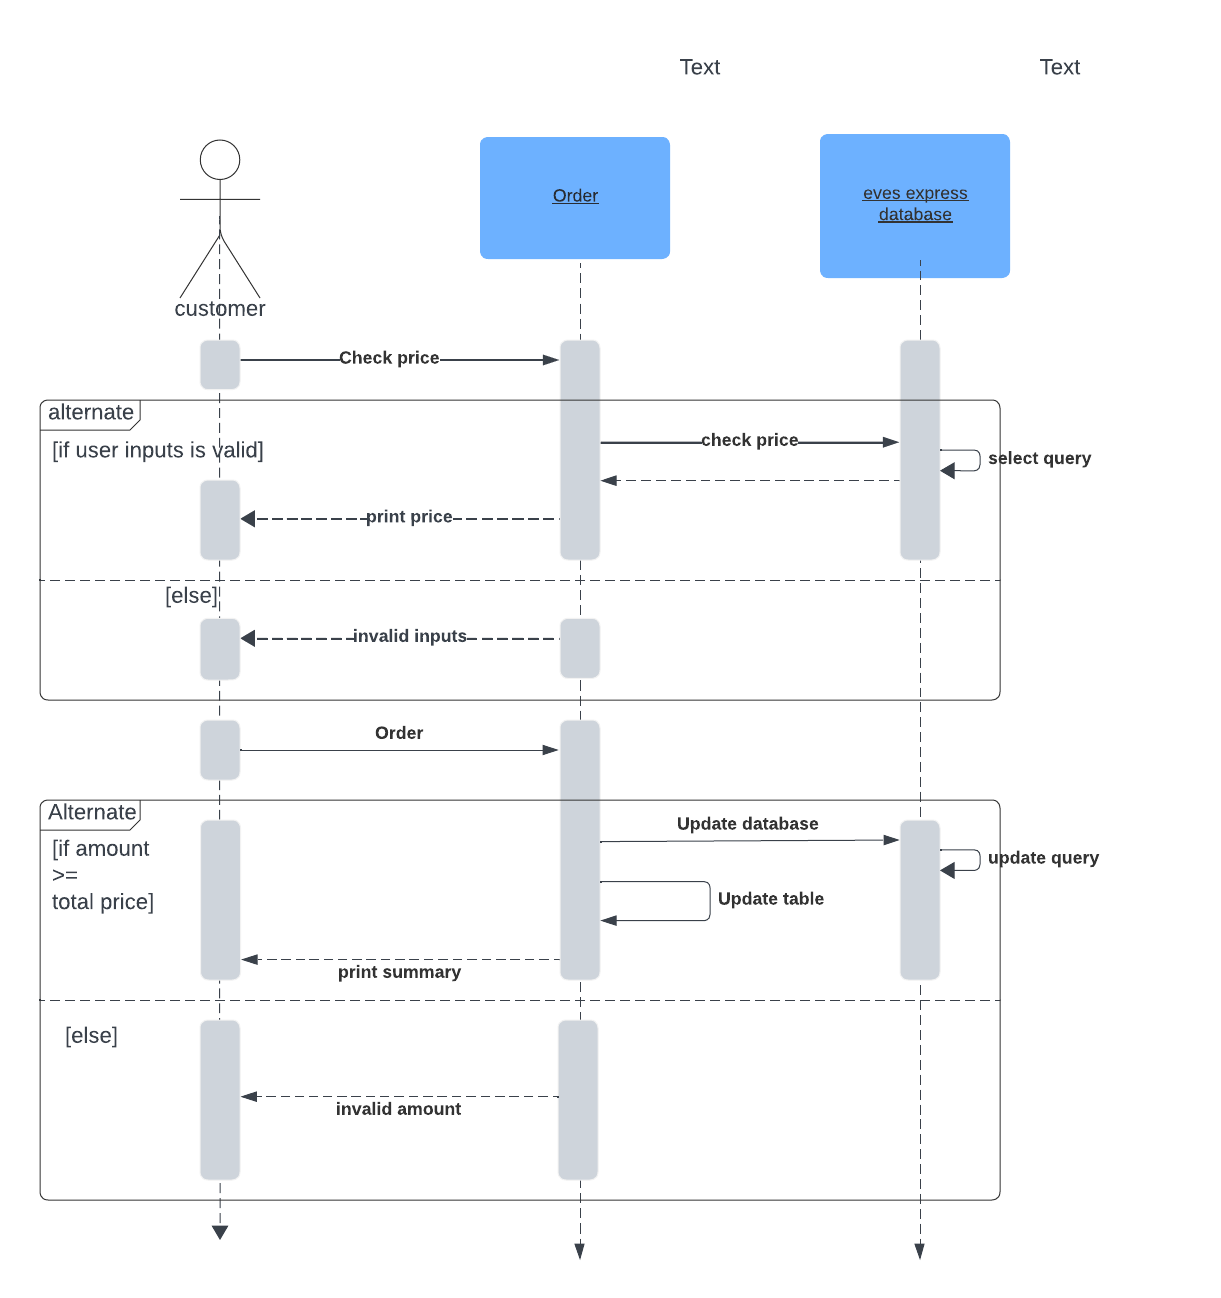 Text
Text
Order
eves express
database
customer
Check price
alternate
[if user inputs is valid]
check price
select query
print price
[else]
invalid inputs
Order
Alternate
[if amount
>=
total price]
Update database
update query
Update table
print summary
[else]
invalid amount